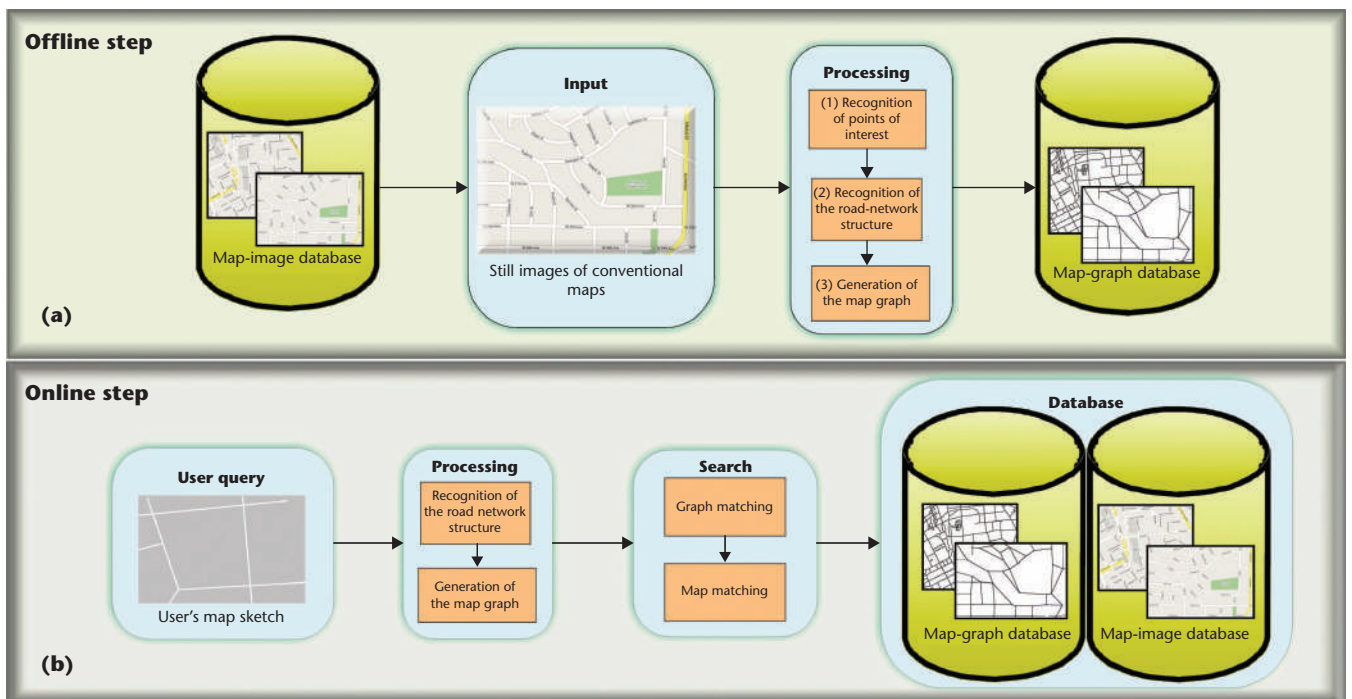 Offline step
Map-image database
Input
Still images of conventional
maps
Processing
(1) Recognition
of points of
interest
(2) Recognition of
the road-network
structure
(3) Generation of
the map graph
Map-graph database
(a)
Online step
User query
User's map sketch
Processing
Recognition of
the road network
structure
Generation of
the map graph
Search
Graph matching
Map matching
Database
Map-graph database
Map-image database
(b)